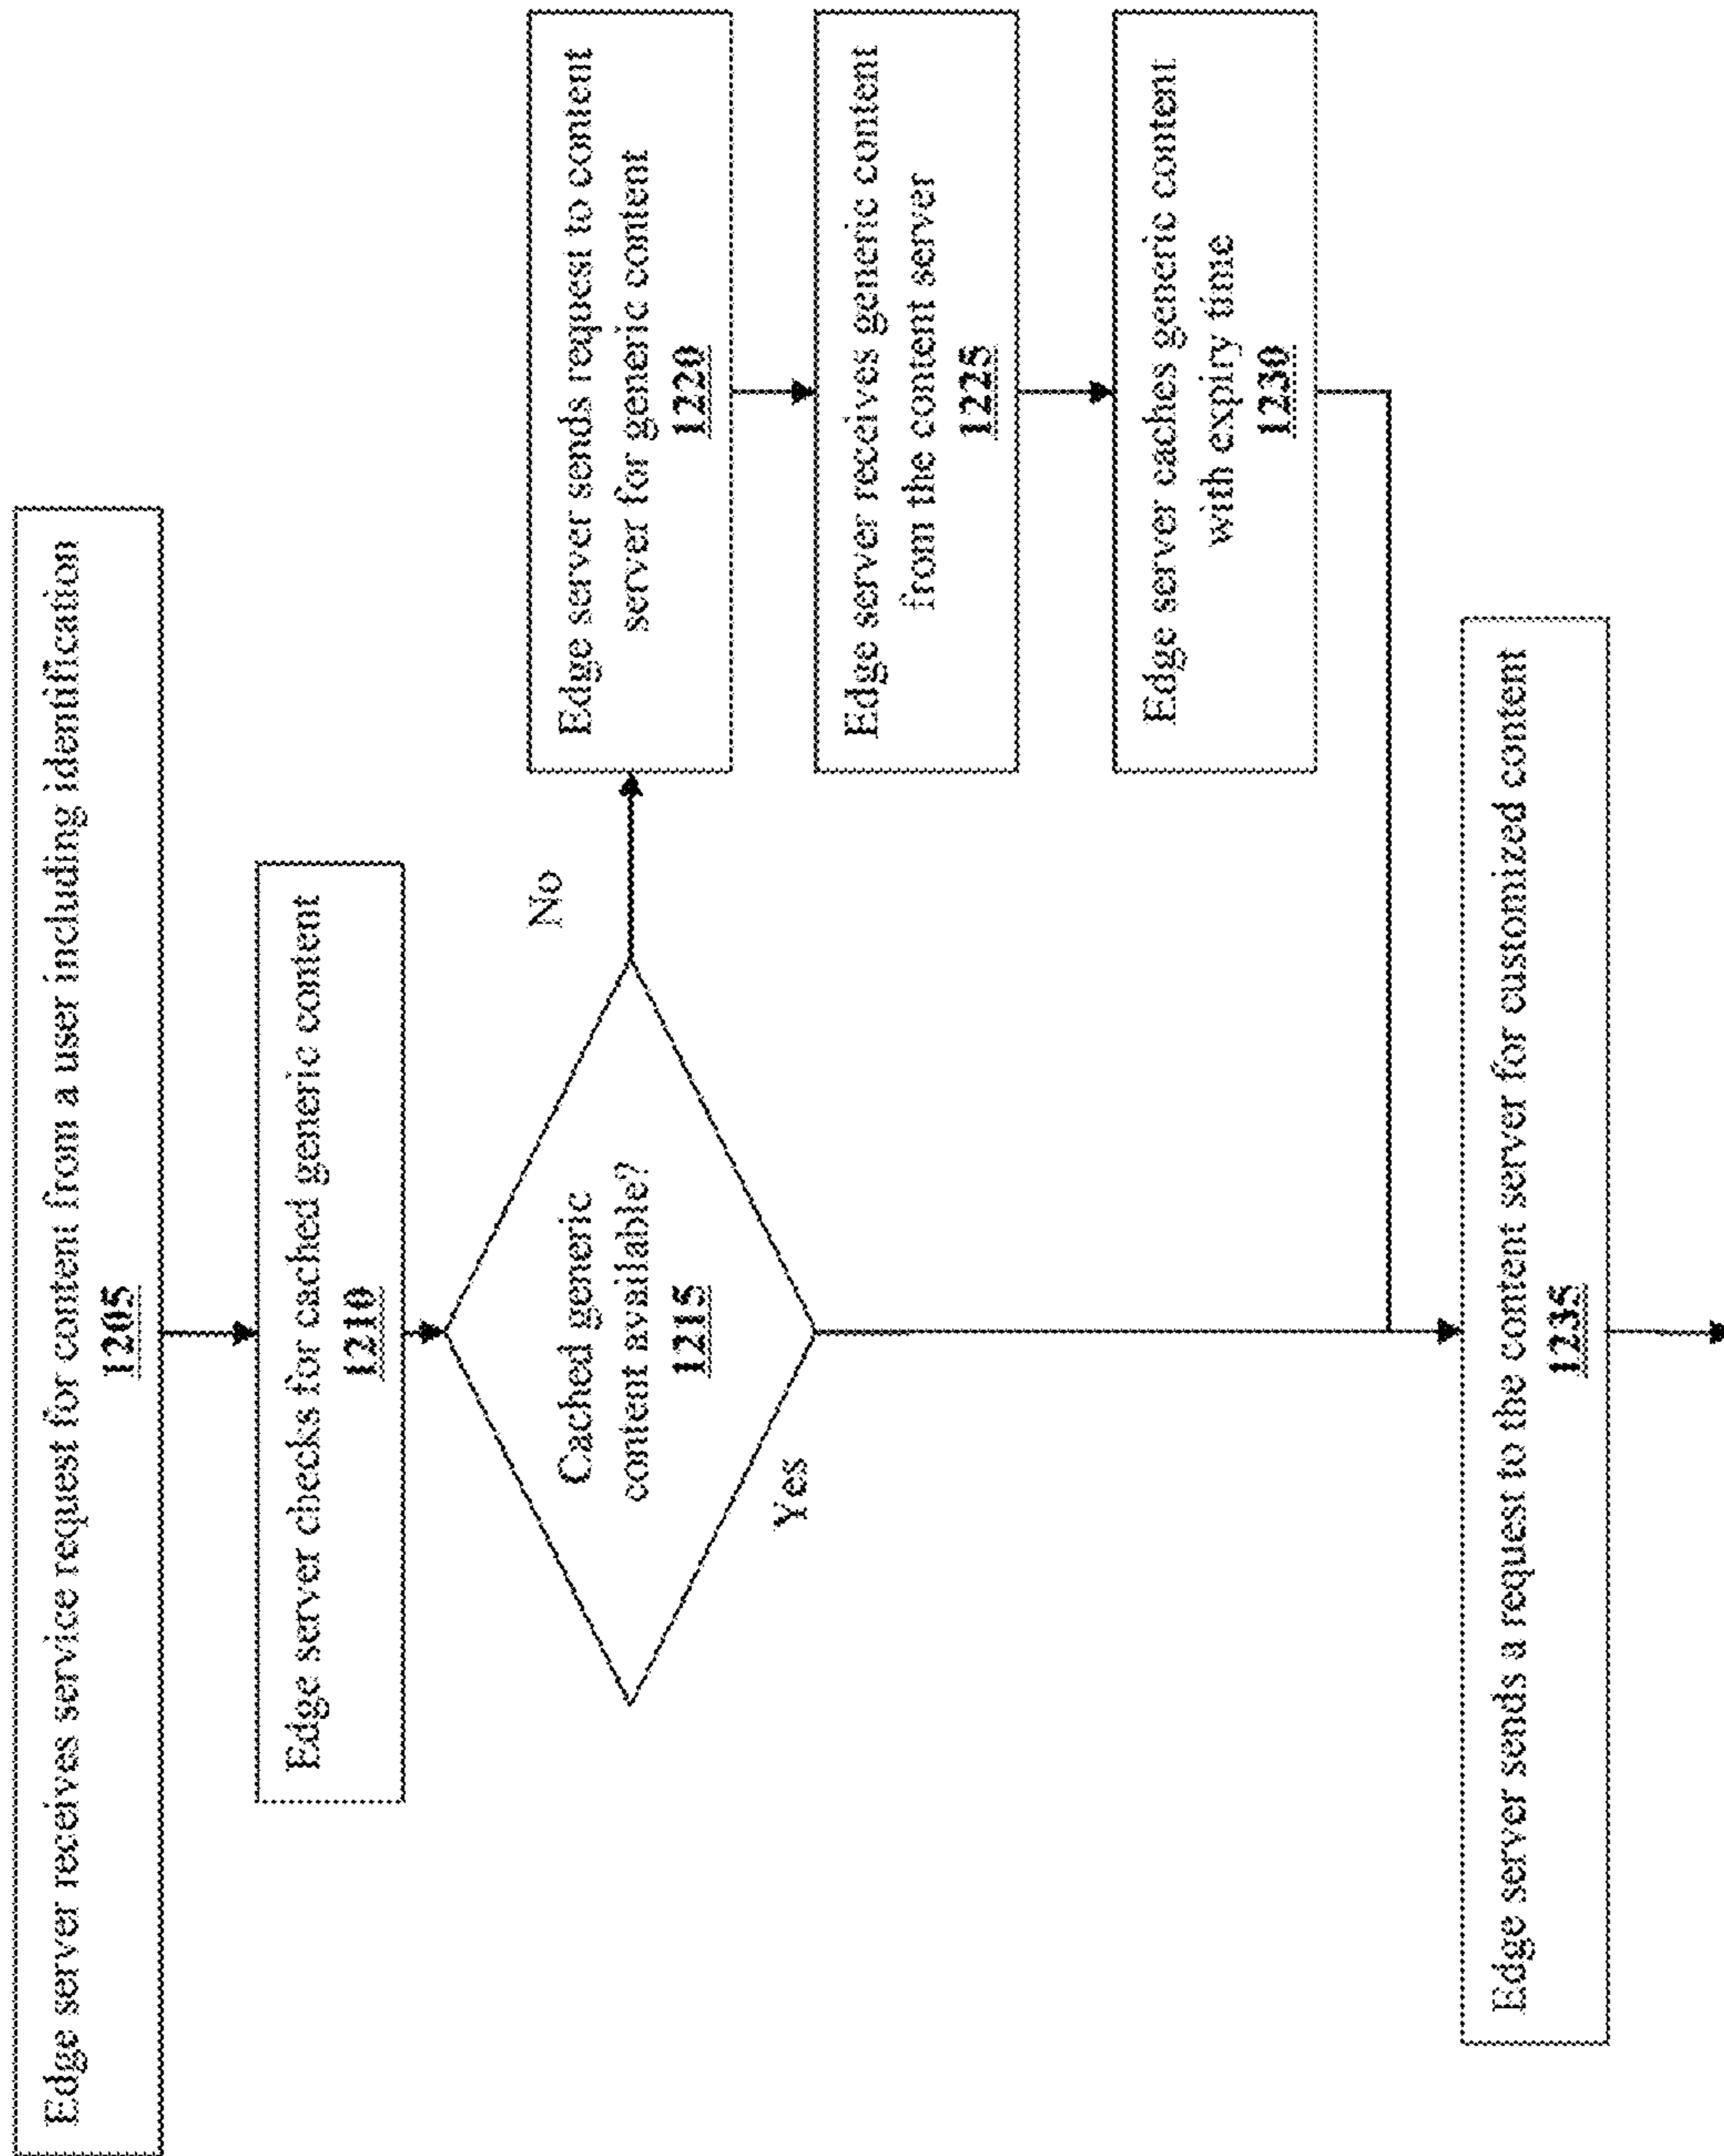 Edge server receives service request for content from a user including identification
1205
Edge server checks for cached generic content
1210
Cached generic
content available?
1215
No
Yes
Edge server sends request to content
server for generic content
1220
Edge server receives generic content
from the content server
1225
Edge server caches generic content
with expiry time
1230
Edge server sends a request to the content server for customized content
1235